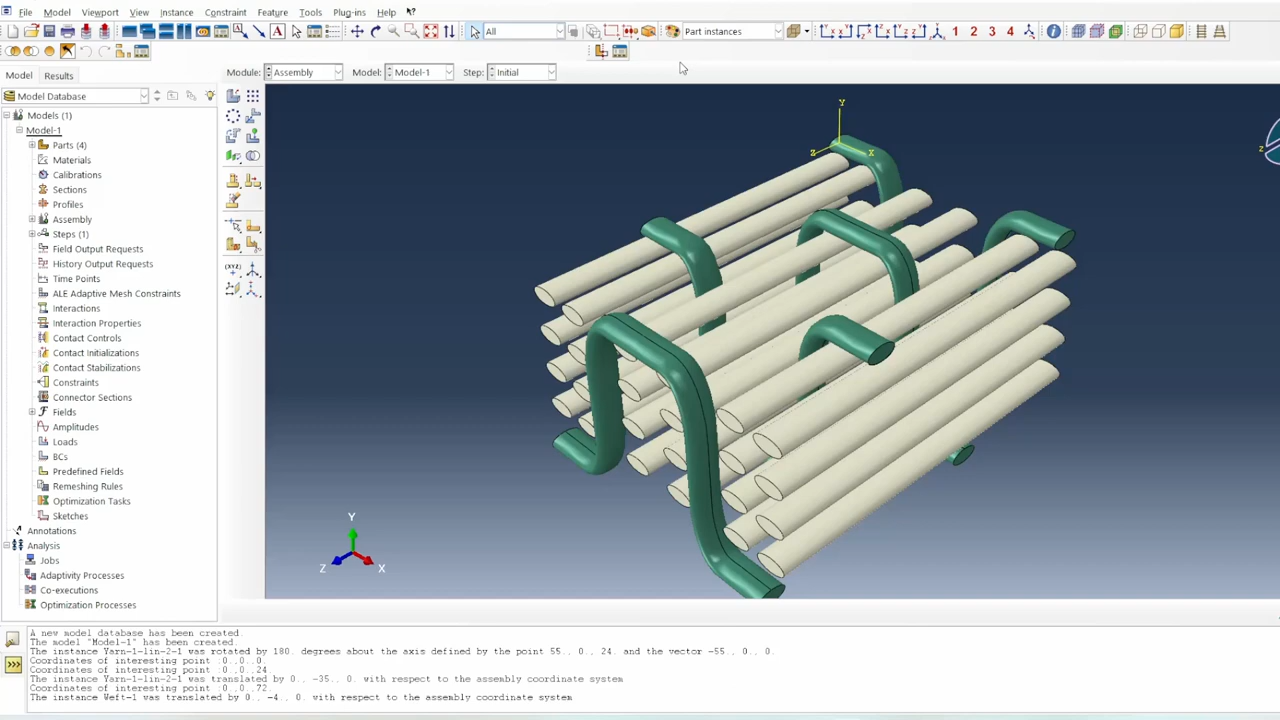 File Model Viewport View Instance Constraint Feature Tools Plug-ins Help
All Part instances 1 2 3 4
Module: Assembly Model: Model-1 Step: Initial
Model Results
Model Database
Models (1)
Model-1
Parts (4)
Materials
Calibrations
Sections
Profiles
Assembly
Steps (1)
Field Output Requests
History Output Requests
Time Points
ALE Adaptive Mesh Constraints
Interactions
Interaction Properties
Contact Controls
Contact Initializations
Contact Stabilizations
Constraints
Connector Sections
Fields
Amplitudes
Loads
BCs
Predefined Fields
Remeshing Rules
Optimization Tasks
Sketches
Annotations
Analysis
Jobs
Adaptivity Processes
Co-executions
Optimization Processes
(XYZ)
Y
Z X
z
Y
Z X
A new model database has been created.
The model "Model-1" has been created.
The instance Yarn-1-lin-2-1 was rotated by 180. degrees about the axis defined by the point 55., 0., 24. and the vector -55., 0., 0.
Coordinates of interesting point :0.,0.,0.
Coordinates of interesting point :0.,0.,24.
The instance Yarn-1-lin-2-1 was translated by 0., -35., 0. with respect to the assembly coordinate system
Coordinates of interesting point :0.,0.,72.
The instance Weft-1 was translated by 0., -4., 0. with respect to the assembly coordinate system